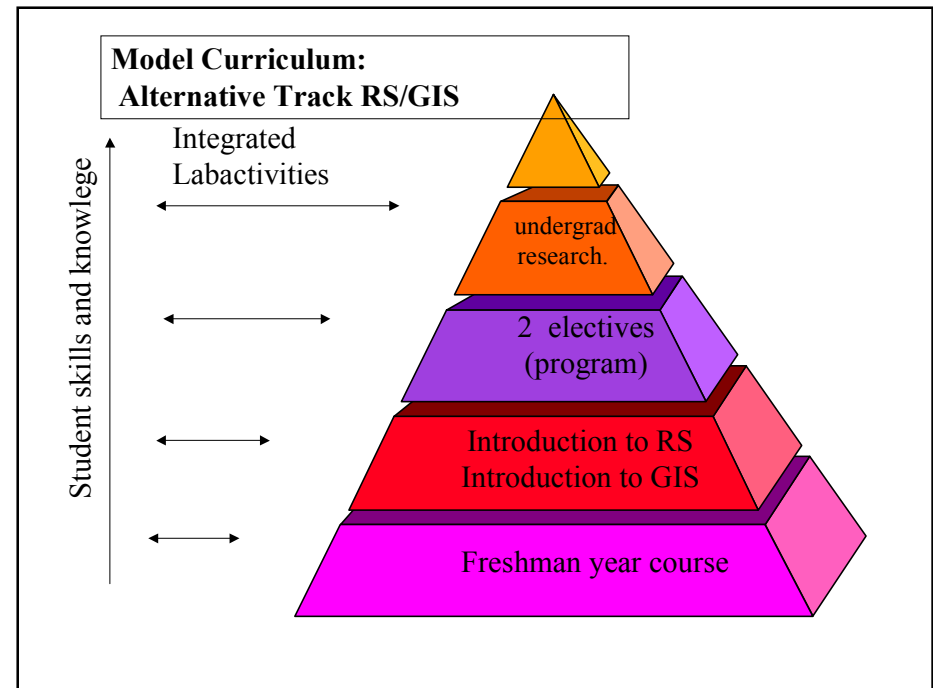 Model Curriculum:
Alternative Track RS/GIS
Integrated
Labactivities
Student skills and knowlege
undergrad
research.
2 electives
(program)
Introduction to RS
Introduction to GIS
Freshman year course